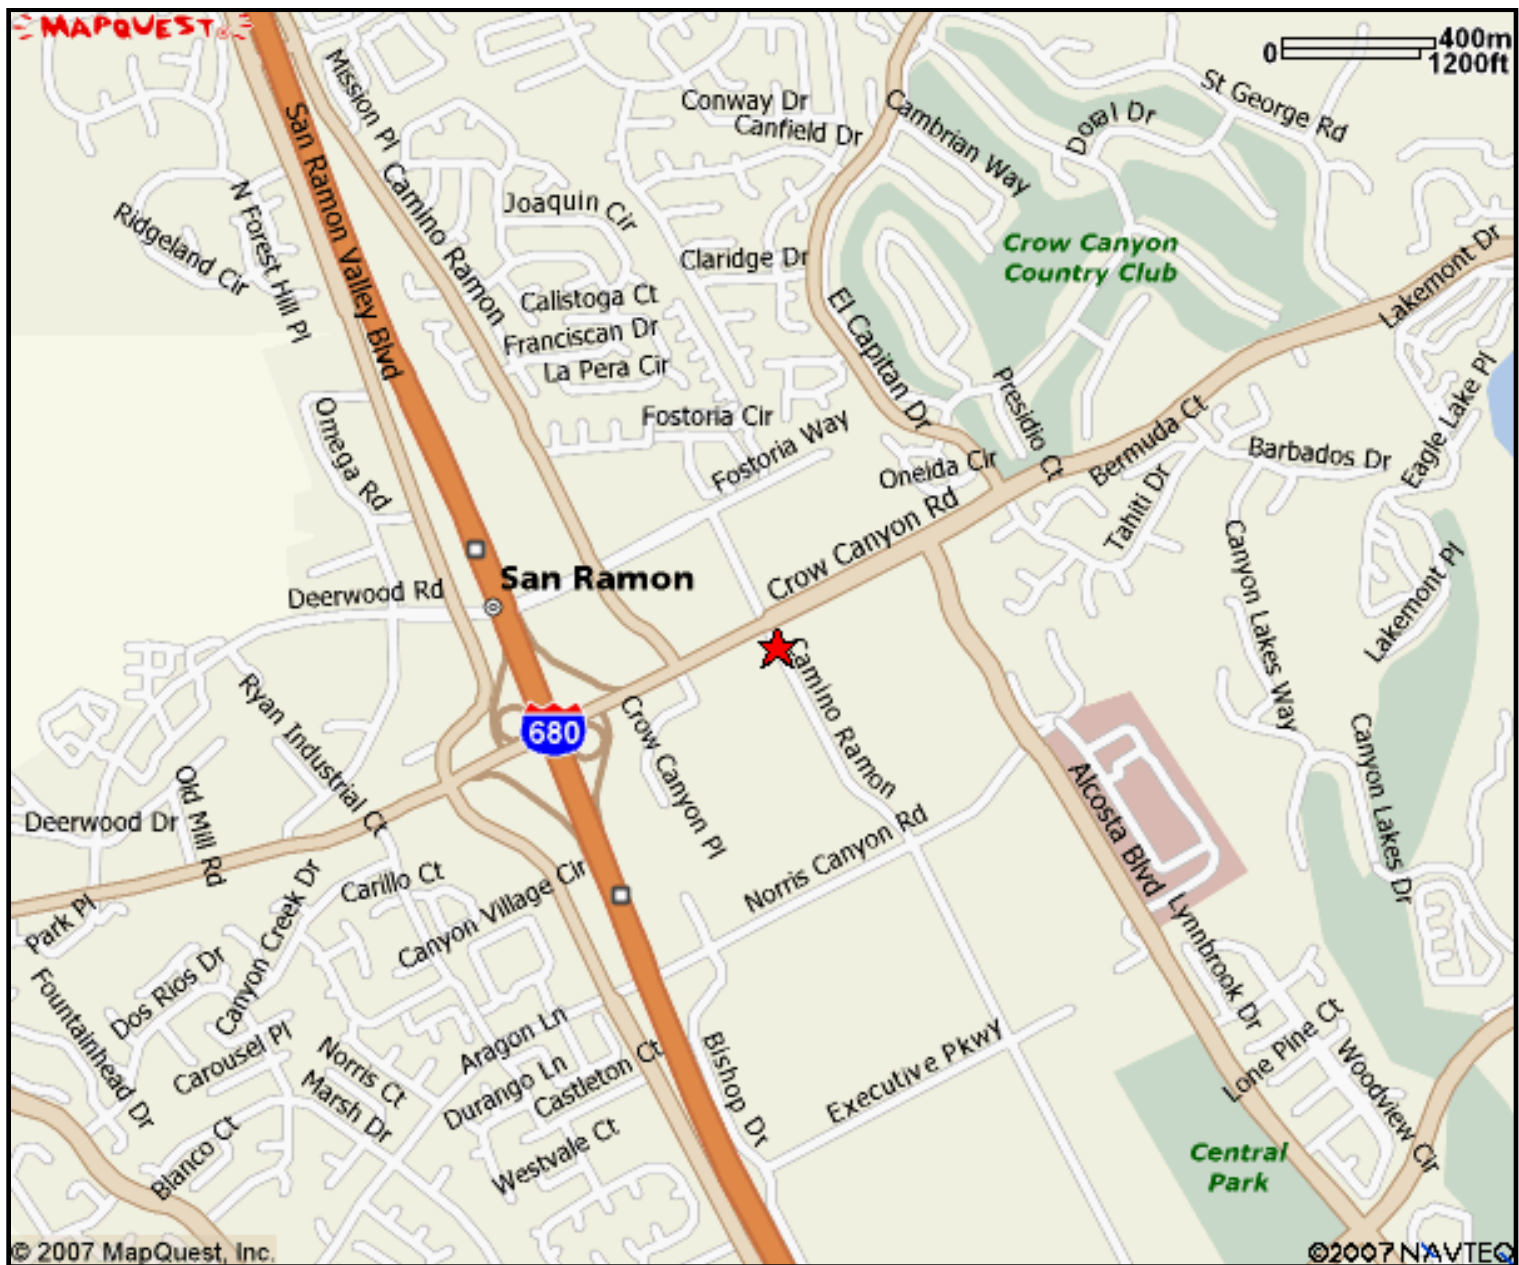 MAPQUEST
0
400m
1200ft
Mission Pl
San Ramon Valley Blvd
Camino Ramon
Conway Dr
Canfield Dr
Cambrian Way
Doral Dr
St George Rd
N Forest Hill Pl
Ridgeland Cir
Joaquin Cir
Claridge Dr
Crow Canyon
Country Club
Lakemont Dr
Calistoga Ct
Franciscan Dr
La Pera Cir
El Capitan Dr
Presidio Ct
Eagle Lake Pl
Omega Rd
Fostoria Cir
Fostoria Way
Oneida Cir
Bermuda Ct
Barbados Dr
Tahiti Dr
Crow Canyon Rd
San Ramon
Deerwood Rd
Canyon Lakes Way
Lakemont Pl
Camino Ramon
Ryan Industrial Ct
680
Crow Canyon Pl
Canyon Lakes Dr
Old Mill Rd
Deerwood Dr
Alcosta Blvd
Norris Canyon Rd
Carillo Ct
Canyon Village Cir
Park Pl
Canyon Creek Dr
Lynnbrook Dr
Dos Rios Dr
Fountainhead Dr
Carousel Pl
Norris Ct
Aragon Ln
Bishop Dr
Executive Pkwy
Lone Pine Ct
Woodview Cir
Marsh Dr
Durango Ln
Castleton Ct
Blanco Ct
Westvale Ct
Central
Park
© 2007 MapQuest, Inc.
©2007 NAVTEQ